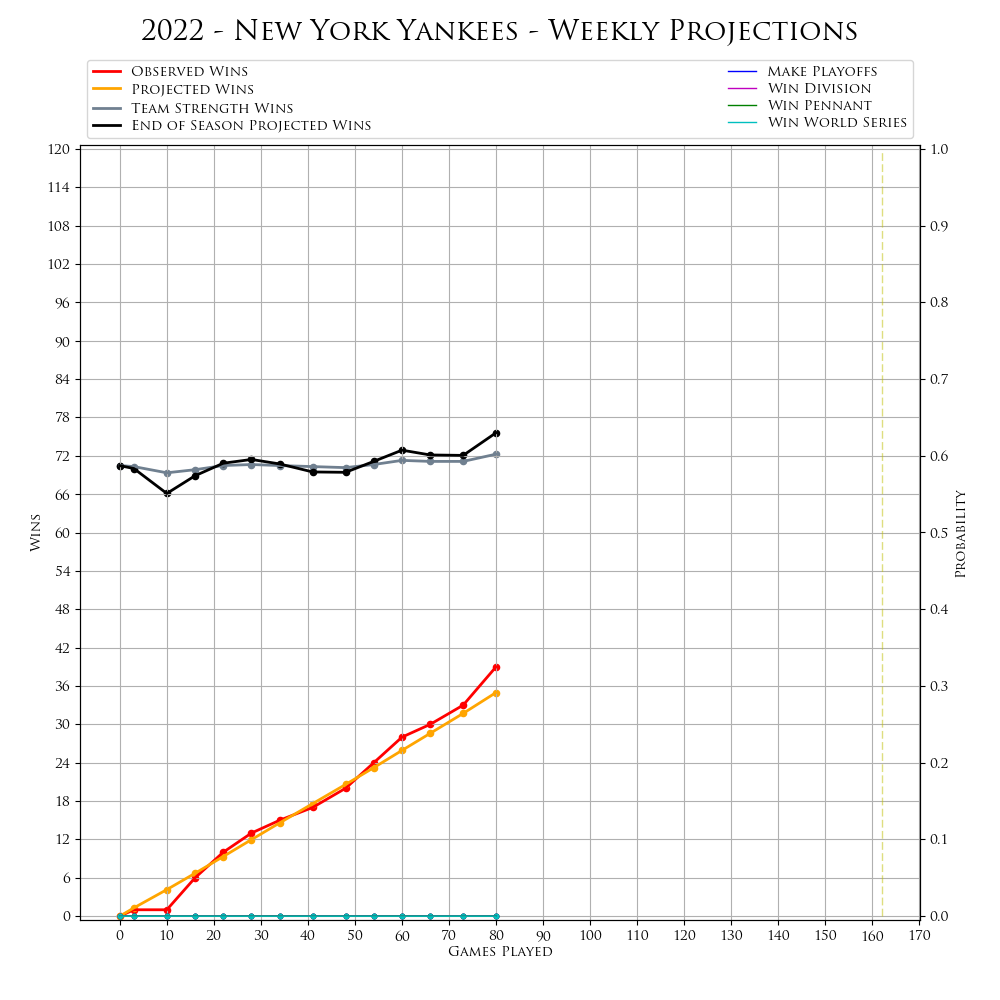 2022 - New York Yankees - Weekly Projections
Observed Wins
Projected Wins
Team Strength Wins
End of Season Projected Wins
Make Playoffs
Win Division
Win Pennant
Win World Series
120
114
108
102
96
90
84
78
72
66
60
54
48
42
36
30
24
18
12
6
0
Wins
1.0
0.9
0.8
0.7
0.6
0.5
0.4
0.3
0.2
0.1
0.0
Probability
0 10 20 30 40 50 60 70 80 90 100 110 120 130 140 150 160 170
Games Played